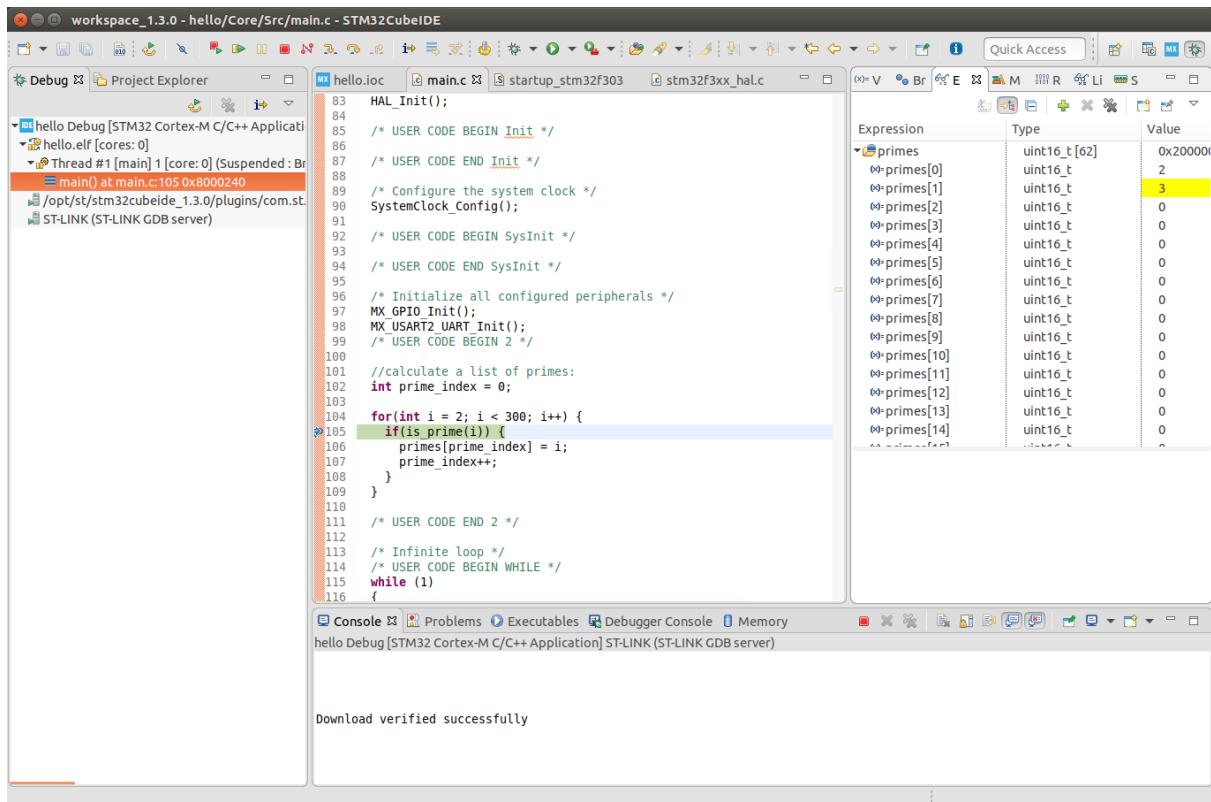 workspace_1.3.0 - hello/Core/Src/main.c - STM32CubeIDE
Quick Access
Debug Project Explorer
hello Debug [STM32 Cortex-M C/C++ Applicati
hello.elf [cores: 0]
Thread #1 [main] 1 [core: 0] (Suspended : Br
main() at main.c:105 0x8000240
/opt/st/stm32cubeide_1.3.0/plugins/com.st.
ST-LINK (ST-LINK GDB server)
MX hello.ioc main.c startup_stm32f303 stm32f3xx_hal.c
83 HAL_Init();
84
85 /* USER CODE BEGIN Init */
86
87 /* USER CODE END Init */
88
89 /* Configure the system clock */
90 SystemClock_Config();
91
92 /* USER CODE BEGIN SysInit */
93
94 /* USER CODE END SysInit */
95
96 /* Initialize all configured peripherals */
97 MX_GPIO_Init();
98 MX_USART2_UART_Init();
99 /* USER CODE BEGIN 2 */
100
101 //calculate a list of primes:
102 int prime_index = 0;
103
104 for(int i = 2; i < 300; i++) {
105 if(is_prime(i)) {
106 primes[prime_index] = i;
107 prime_index++;
108 }
109 }
110
111 /* USER CODE END 2 */
112
113 /* Infinite loop */
114 /* USER CODE BEGIN WHILE */
115 while (1)
116 {
(x)= V Br E M R Li S
Expression Type Value
primes uint16_t [62] 0x200000
primes[0] uint16_t 2
primes[1] uint16_t 3
primes[2] uint16_t 0
primes[3] uint16_t 0
primes[4] uint16_t 0
primes[5] uint16_t 0
primes[6] uint16_t 0
primes[7] uint16_t 0
primes[8] uint16_t 0
primes[9] uint16_t 0
primes[10] uint16_t 0
primes[11] uint16_t 0
primes[12] uint16_t 0
primes[13] uint16_t 0
primes[14] uint16_t 0
Console Problems Executables Debugger Console Memory
hello Debug [STM32 Cortex-M C/C++ Application] ST-LINK (ST-LINK GDB server)
Download verified successfully